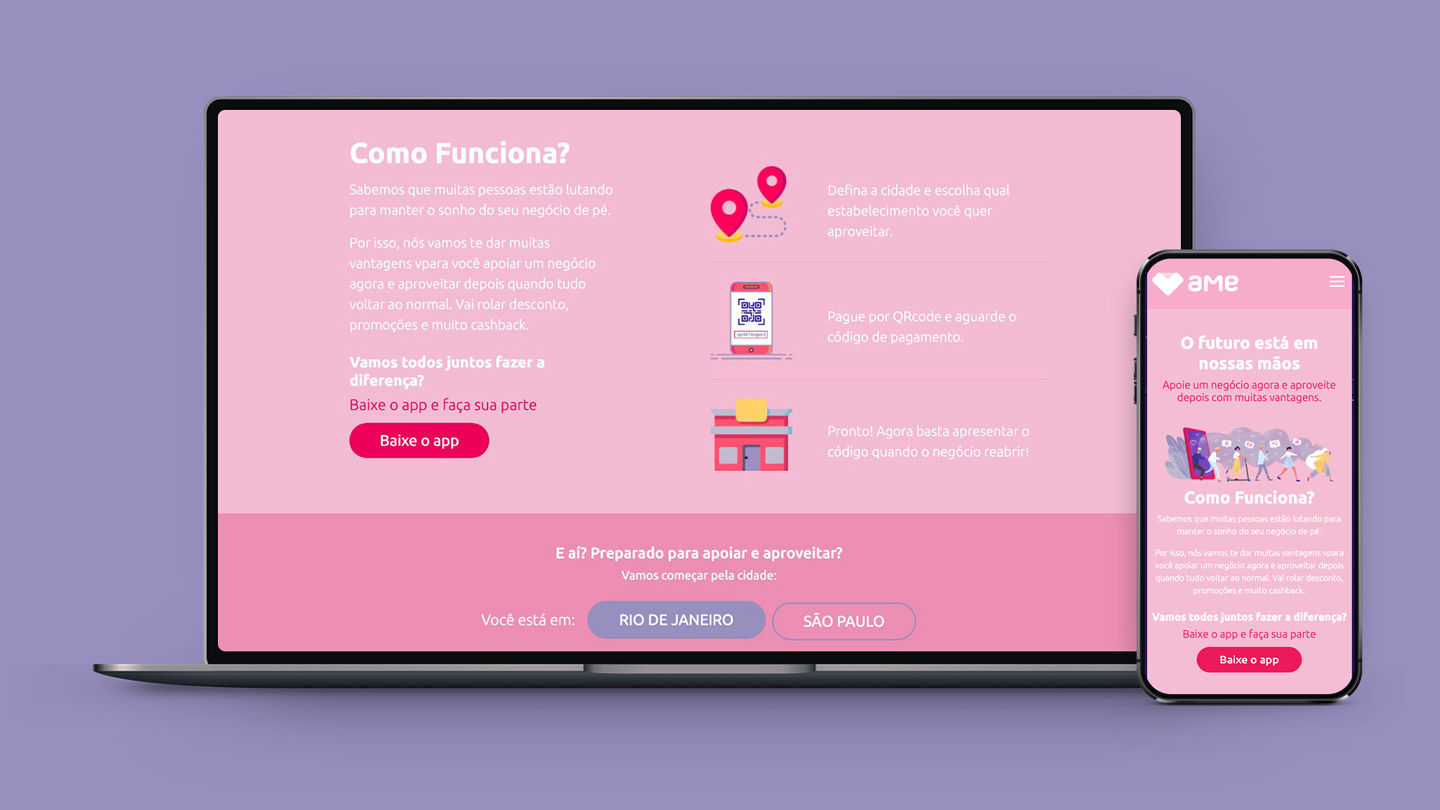 Como Funciona?
Sabemos que muitas pessoas estão lutando
para manter o sonho do seu negócio de pé.
Por isso, nós vamos te dar muitas
vantagens vpara você apoiar um negócio
agora e aproveitar depois quando tudo
voltar ao normal. Vai rolar desconto,
promoções e muito cashback.
Vamos todos juntos fazer a
diferença?
Baixe o app e faça sua parte
Baixe o app
Defina a cidade e escolha qual
estabelecimento você quer
aproveitar.
Pague por QRcode e aguarde o
código de pagamento.
Pronto! Agora basta apresentar o
código quando o negócio reabrir!
E aí? Preparado para apoiar e aproveitar?
Vamos começar pela cidade:
Você está em:
RIO DE JANEIRO
SÃO PAULO
ame
O futuro está em
nossas mãos
Apoie um negócio agora e aproveite
depois com muitas vantagens.
Como Funciona?
Sabemos que muitas pessoas estão lutando para
manter o sonho do seu negócio de pé.
Por isso, nós vamos te dar muitas vantagens vpara
você apoiar um negócio agora e aproveitar depois
quando tudo voltar ao normal. Vai rolar desconto,
promoções e muito cashback.
Vamos todos juntos fazer a diferença?
Baixe o app e faça sua parte
Baixe o app